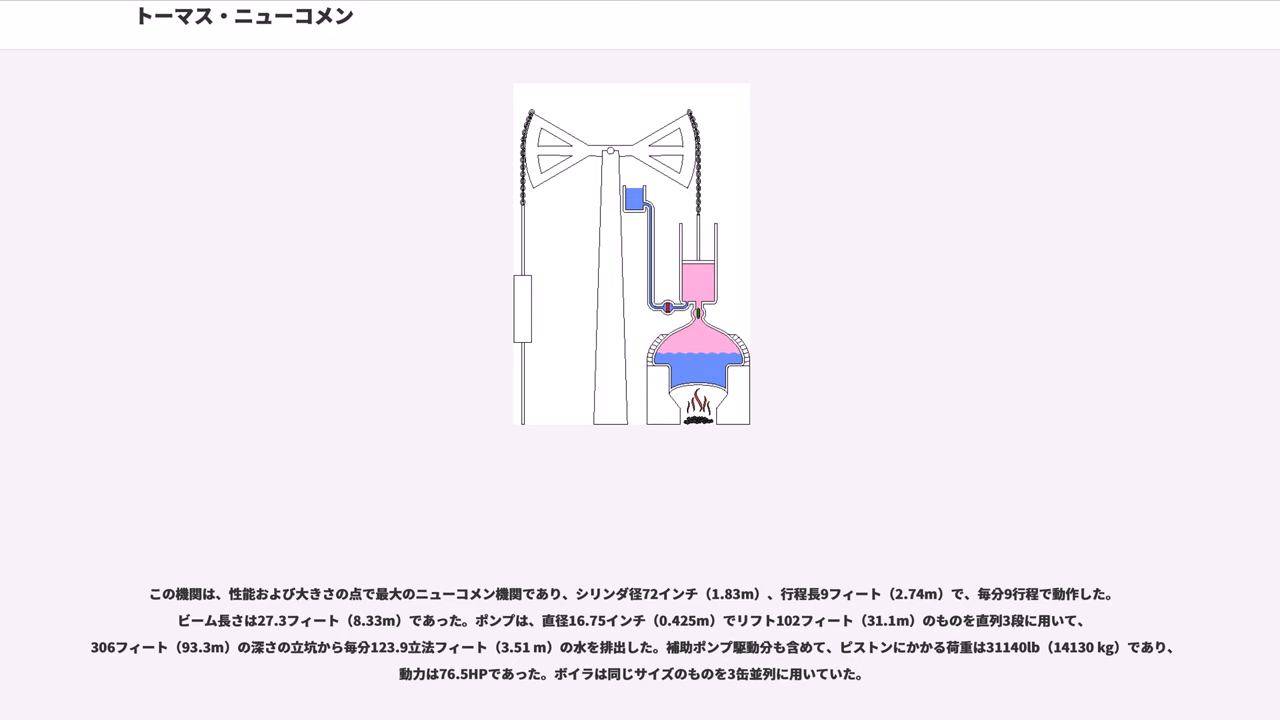 トーマス・ニューコメン
この機関は、性能および大きさの点で最大のニューコメン機関であり、シリンダ径72インチ（1.83m）、行程長9フィート（2.74m）で、毎分9行程で動作した。
ビーム長さは27.3フィート（8.33m）であった。ポンプは、直径16.75インチ（0.425m）でリフト102フィート（31.1m）のものを直列3段に用いて、
306フィート（93.3m）の深さの立坑から毎分123.9立法フィート（3.51 m）の水を排出した。補助ポンプ駆動分も含めて、ピストンにかかる荷重は31140lb（14130 kg）であり、
動力は76.5HPであった。ボイラは同じサイズのものを3缶並列に用いていた。